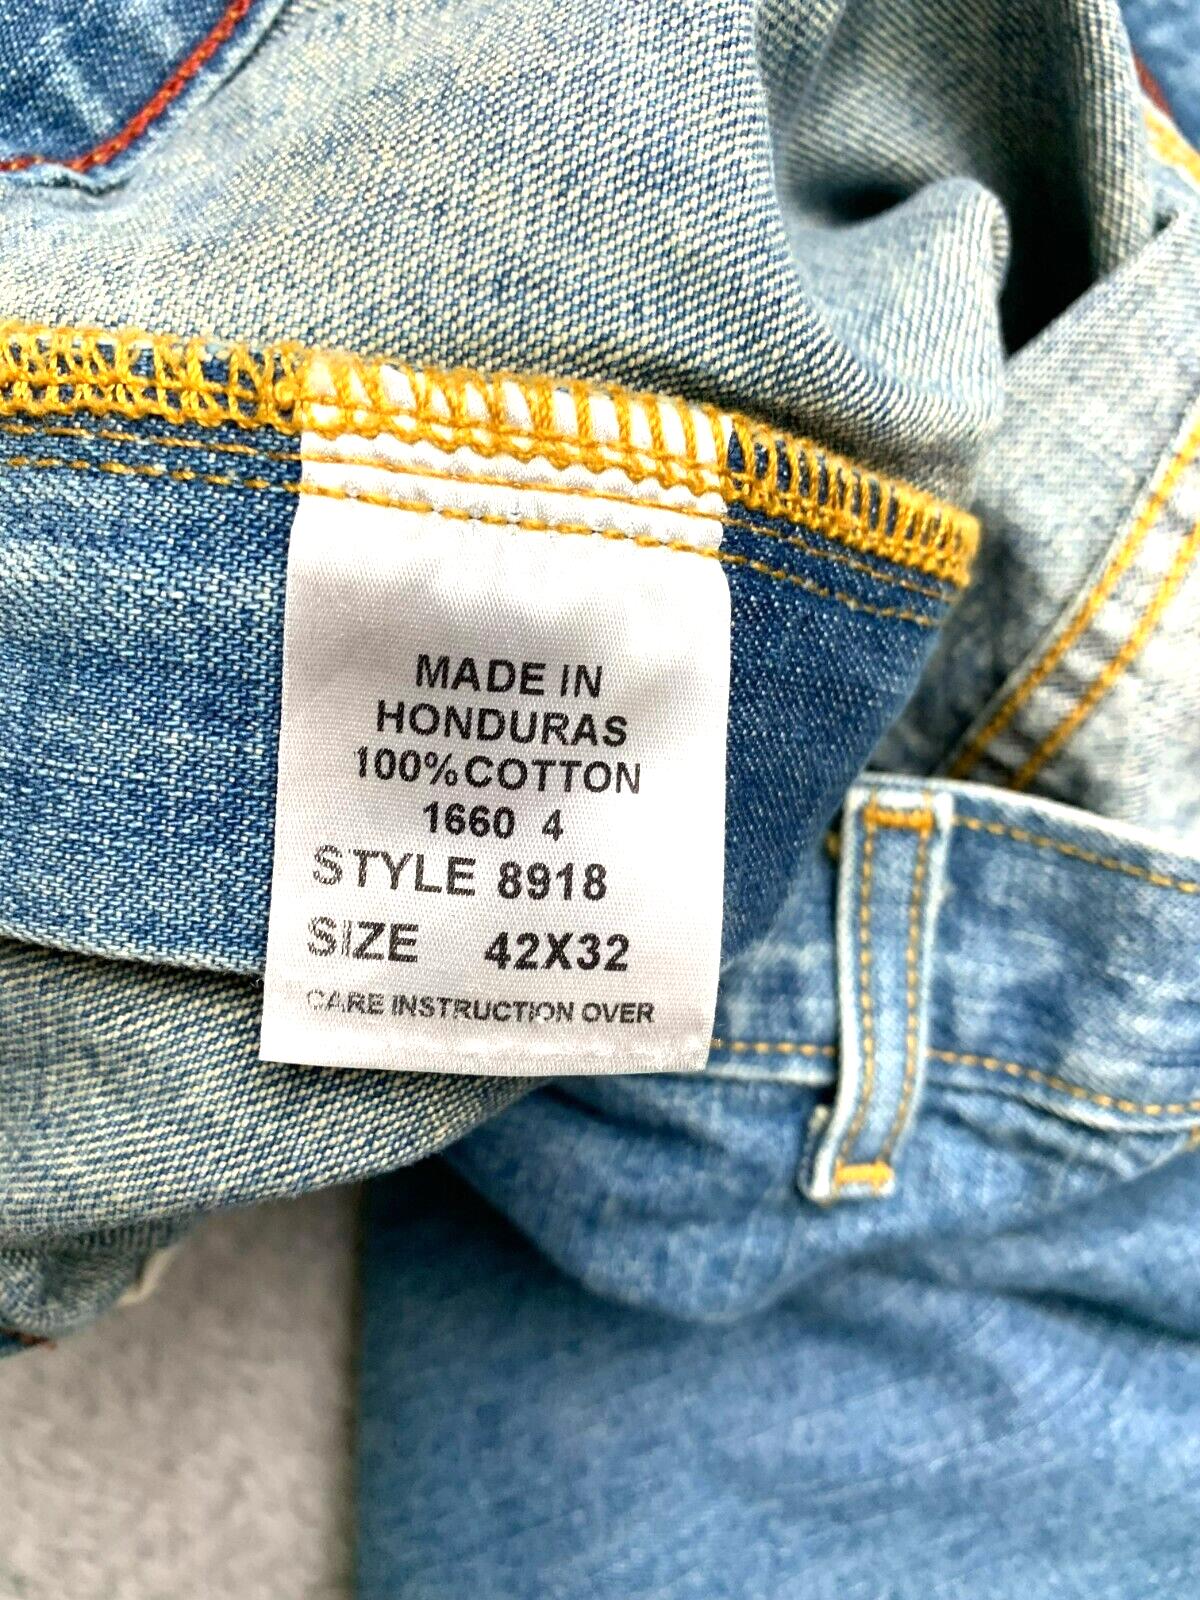 MADE IN
HONDURAS
100%COTTON
1660 4
STYLE 8918
SIZE 42X32
CARE INSTRUCTION OVER